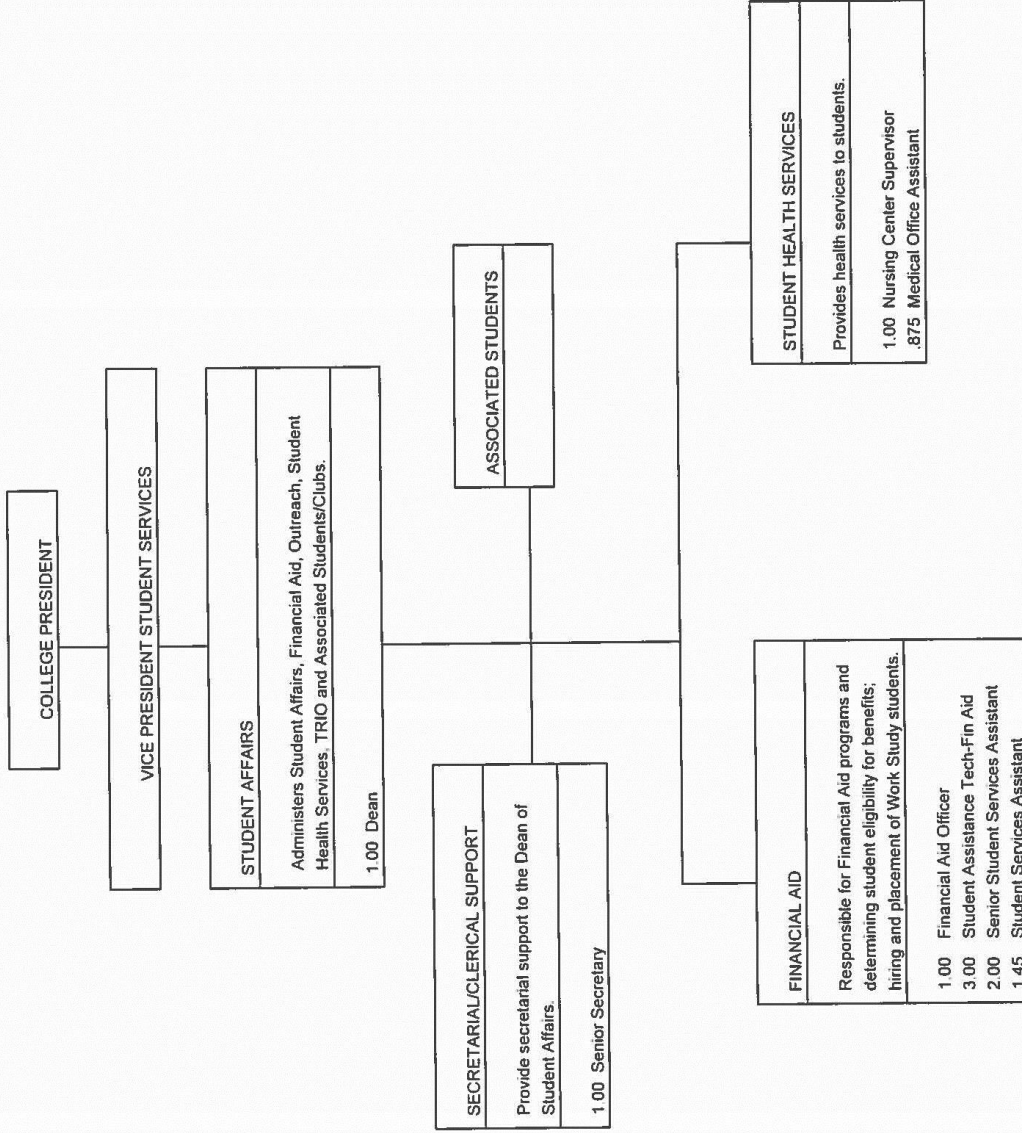 COLLEGE PRESIDENT
VICE PRESIDENT STUDENT SERVICES
STUDENT AFFAIRS
Administers Student Affairs, Financial Aid, Outreach, Student
Health Services, TRIO and Associated Students/Clubs.
1.00 Dean
SECRETARIAL/CLERICAL SUPPORT
Provide secretarial support to the Dean of
Student Affairs.
1.00 Senior Secretary
ASSOCIATED STUDENTS
FINANCIAL AID
Responsible for Financial Aid programs and
determining student eligibility for benefits;
hiring and placement of Work Study students.
1.00 Financial Aid Officer
3.00 Student Assistance Tech-Fin Aid
2.00 Senior Student Services Assistant
1.45 Student Services Assistant
STUDENT HEALTH SERVICES
Provides health services to students.
1.00 Nursing Center Supervisor
.875 Medical Office Assistant